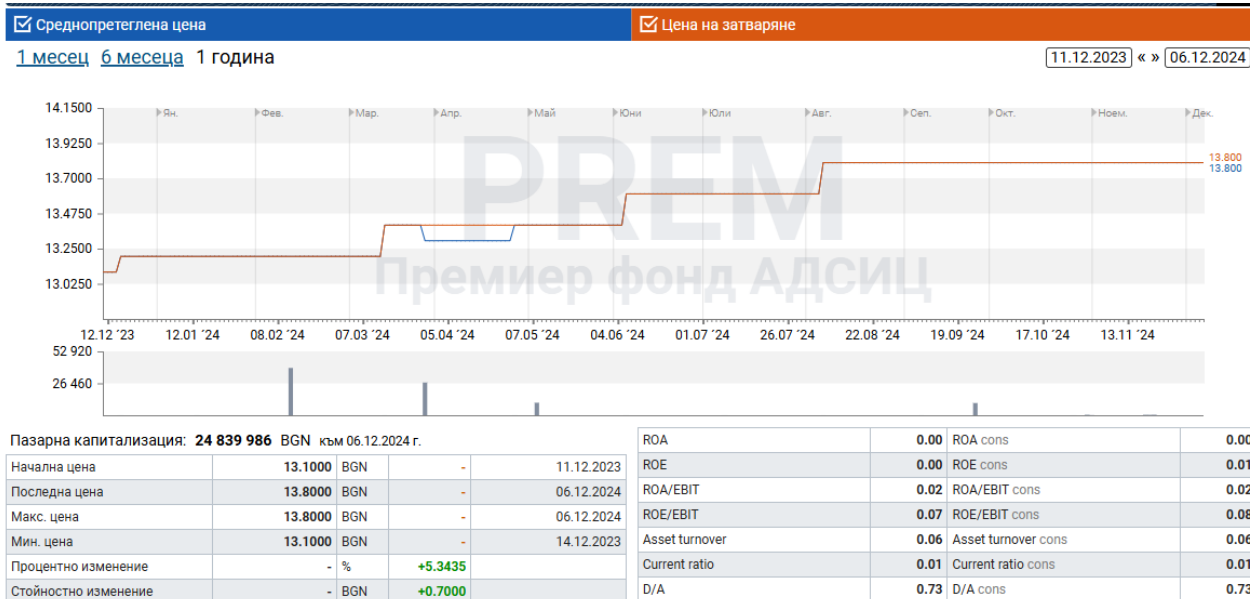 Среднопретеглена цена Цена на затваряне
1 месец 6 месеца 1 година 11.12.2023 « » 06.12.2024
14.1500
Ян. Фев. Мар. Апр. Май Юни Юли Авг. Сеп. Окт. Ноем. Дек.
13.9250
13.800
13.800
13.7000
PREM
13.4750
13.2500
Премиер фонд АДСИЦ
13.0250
12.12 '23 12.01 '24 08.02 '24 07.03 '24 05.04 '24 07.05 '24 04.06 '24 01.07 '24 26.07 '24 22.08 '24 19.09 '24 17.10 '24 13.11 '24
52 920
26 460
Пазарна капитализация: 24 839 986 BGN към 06.12.2024 г.
Начална цена 13.1000 BGN - 11.12.2023
Последна цена 13.8000 BGN - 06.12.2024
Макс. цена 13.8000 BGN - 06.12.2024
Мин. цена 13.1000 BGN - 14.12.2023
Процентно изменение - % +5.3435
Стойностно изменение - BGN +0.7000
ROA 0.00 ROA cons 0.00
ROE 0.00 ROE cons 0.01
ROA/EBIT 0.02 ROA/EBIT cons 0.02
ROE/EBIT 0.07 ROE/EBIT cons 0.08
Asset turnover 0.06 Asset turnover cons 0.06
Current ratio 0.01 Current ratio cons 0.01
D/A 0.73 D/A cons 0.73